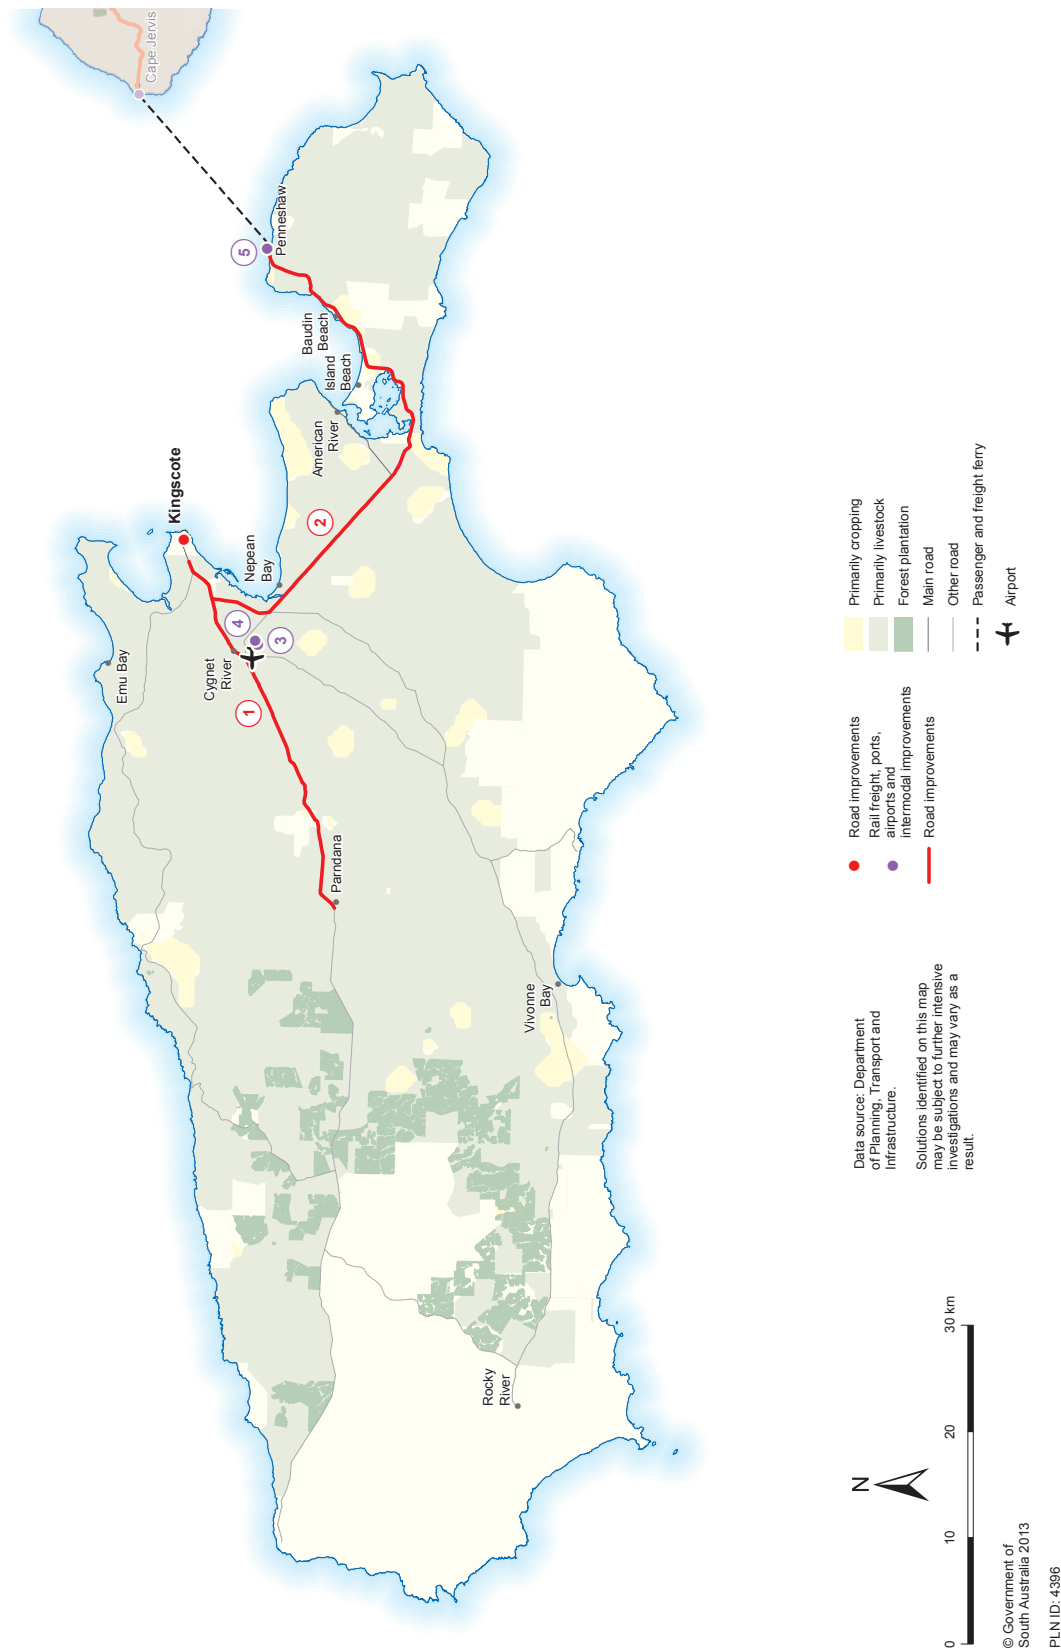 Cape Jervis
5
Penneshaw
Baudin
Beach
Island
Beach
American
River
Kingscote
2
Nepean
Bay
4
3
Emu Bay
Cygnet
River
1
Parndana
Vivonne
Bay
Rocky
River
Primarily cropping
Primarily livestock
Forest plantation
Main road
Other road
Passenger and freight ferry
Airport
Road improvements
Rail freight, ports,
airports and
intermodal improvements
Road improvements
Data source: Department
of Planning, Transport and
Infrastructure.
Solutions identified on this map
may be subject to further intensive
investigations and may vary as a
result.
N
0
10
20
30 km
© Government of
South Australia 2013
PLN ID: 4396